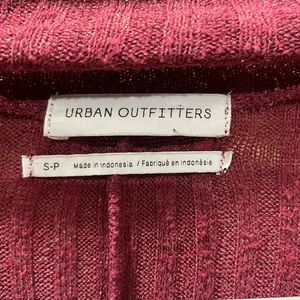 URBAN OUTFITTERS
S-P Made in Indonesia / Fabriqué en Indonésie